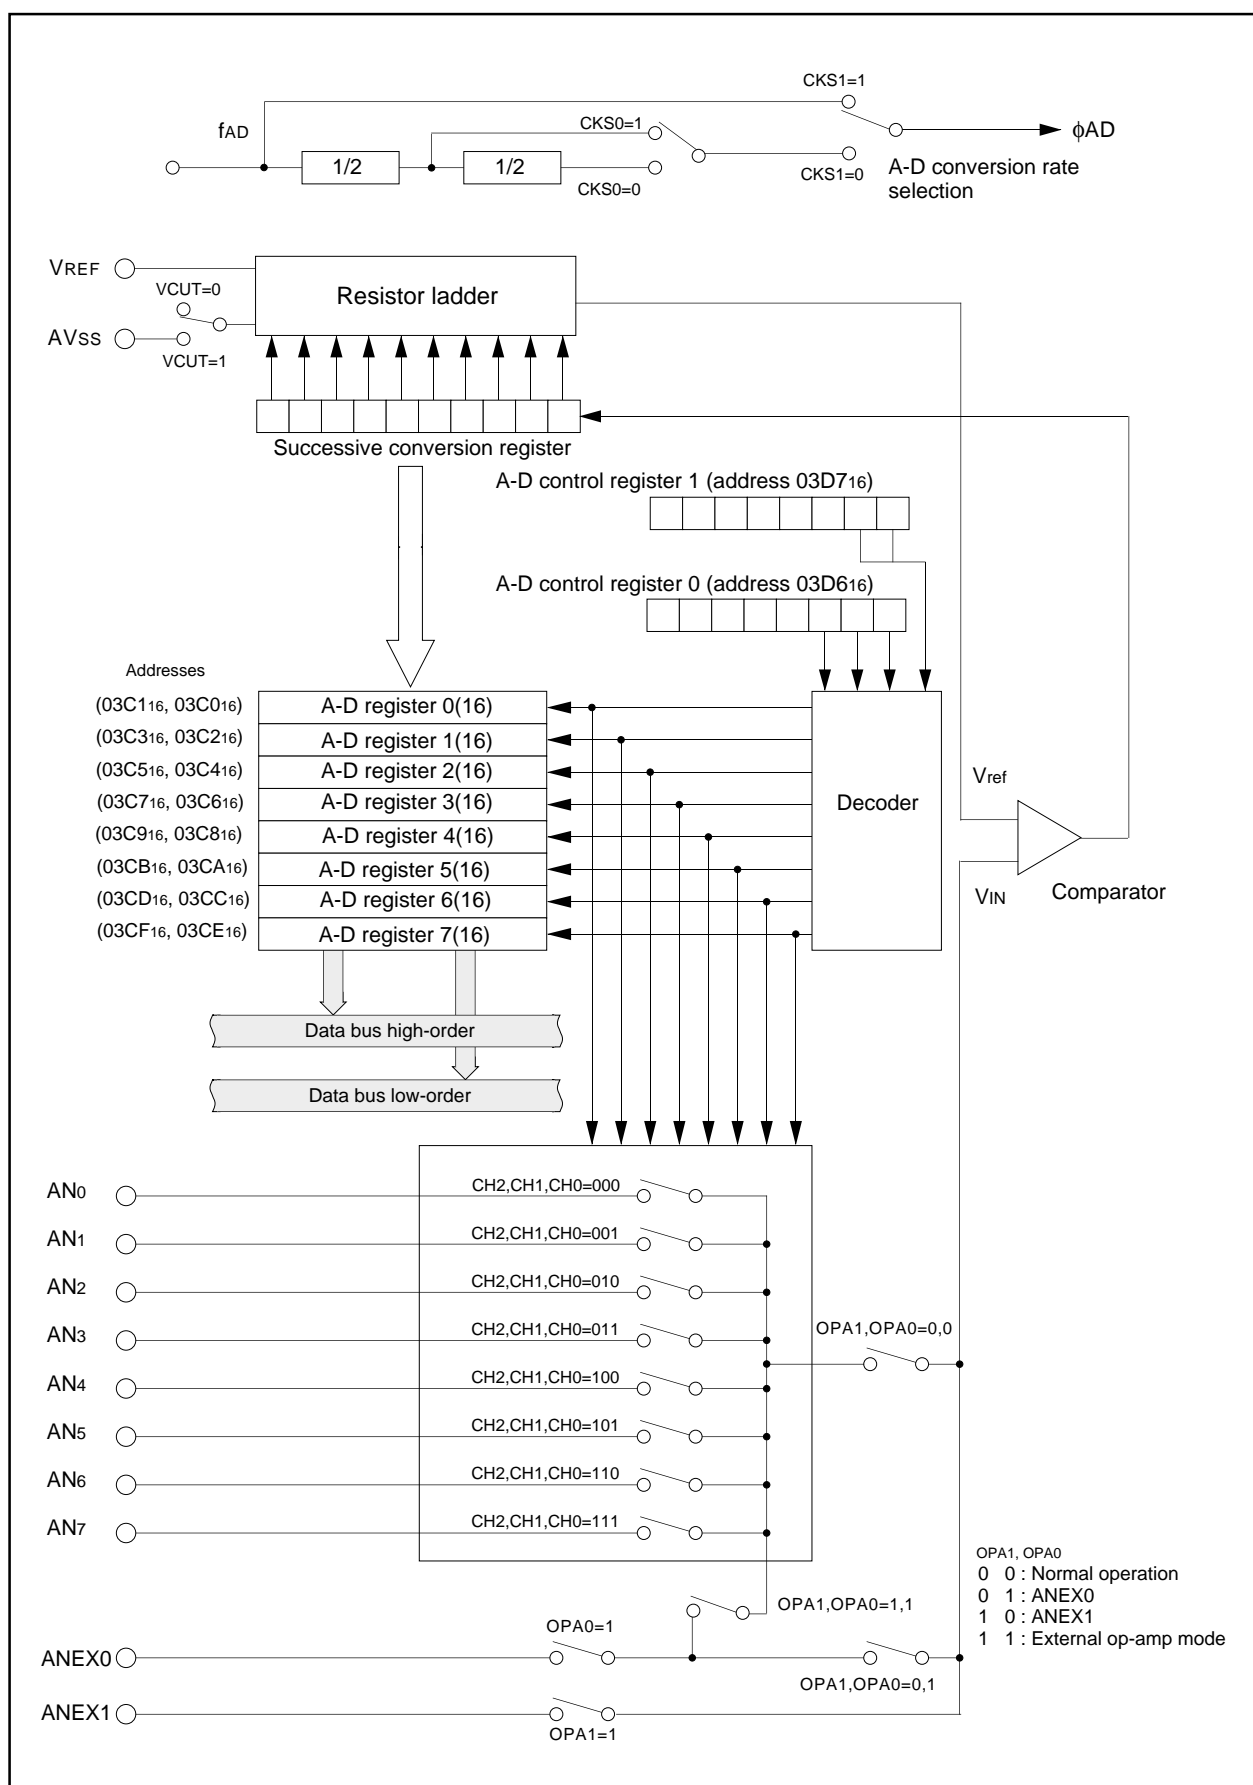 CKS1=1
fAD
CKS0=1
φAD
1/2
1/2
CKS0=0
CKS1=0
A-D conversion rate
selection
VREF
VCUT=0
Resistor ladder
AVSS
VCUT=1
Successive conversion register
A-D control register 1 (address 03D716)
A-D control register 0 (address 03D616)
Addresses
(03C116, 03C016)
A-D register 0(16)
(03C316, 03C216)
A-D register 1(16)
(03C516, 03C416)
A-D register 2(16)
(03C716, 03C616)
A-D register 3(16)
(03C916, 03C816)
A-D register 4(16)
(03CB16, 03CA16)
A-D register 5(16)
(03CD16, 03CC16)
A-D register 6(16)
(03CF16, 03CE16)
A-D register 7(16)
Decoder
Vref
VIN
Comparator
Data bus high-order
Data bus low-order
AN0
CH2,CH1,CH0=000
AN1
CH2,CH1,CH0=001
AN2
CH2,CH1,CH0=010
AN3
CH2,CH1,CH0=011
OPA1,OPA0=0,0
AN4
CH2,CH1,CH0=100
AN5
CH2,CH1,CH0=101
AN6
CH2,CH1,CH0=110
AN7
CH2,CH1,CH0=111
OPA1, OPA0
0 0 : Normal operation
0 1 : ANEX0
1 0 : ANEX1
1 1 : External op-amp mode
OPA1,OPA0=1,1
OPA0=1
ANEX0
OPA1,OPA0=0,1
ANEX1
OPA1=1